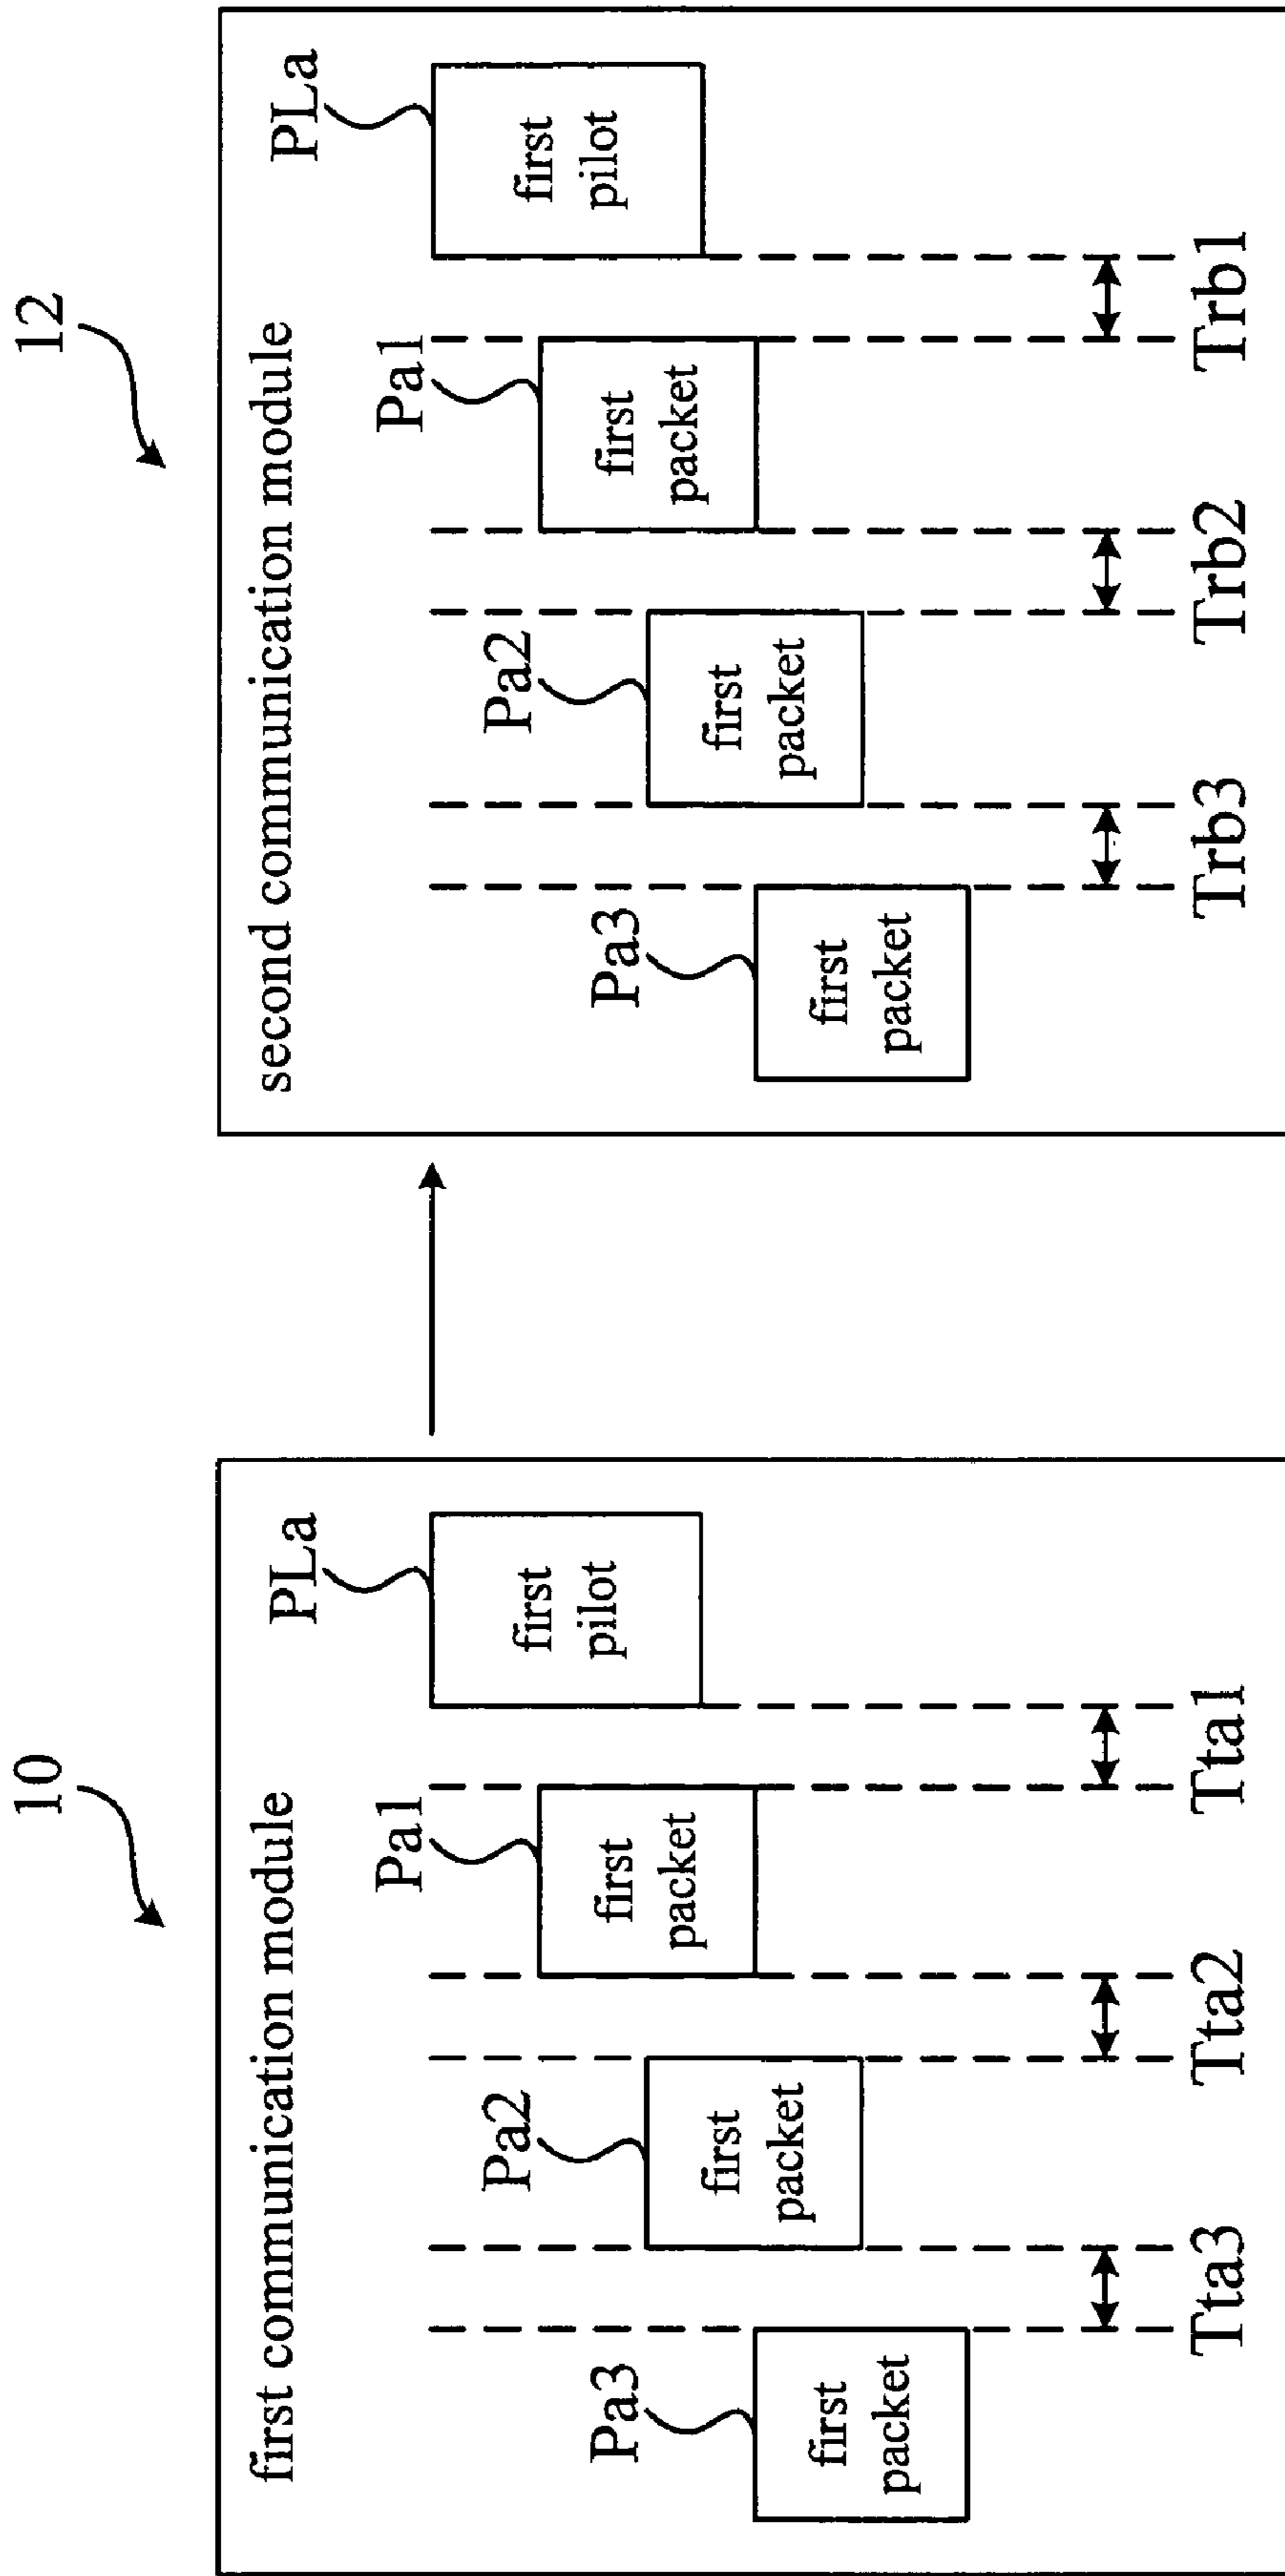 10
first communication module
PLa
first
pilot
Pa1
first
packet
Pa2
first
packet
Pa3
first
packet
Tta3
Tta2
Tta1
12
second communication module
PLa
first
pilot
Pa1
first
packet
Pa2
first
packet
Pa3
first
packet
Trb3
Trb2
Trb1